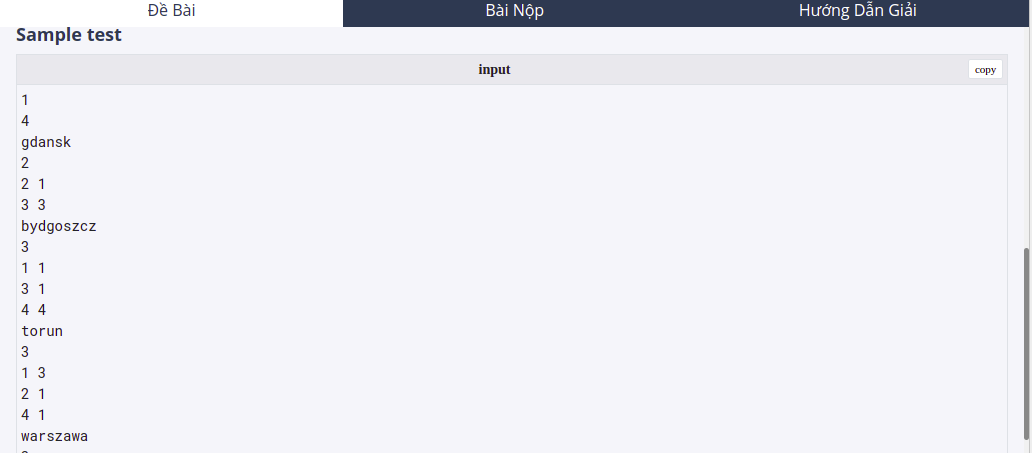 Đề Bài
Bài Nộp
Hướng Dẫn Giải
Sample test
input
copy
1
4
gdansk
2
2 1
3 3
bydgoszcz
3
1 1
3 1
4 4
torun
3
1 3
2 1
4 1
warszawa